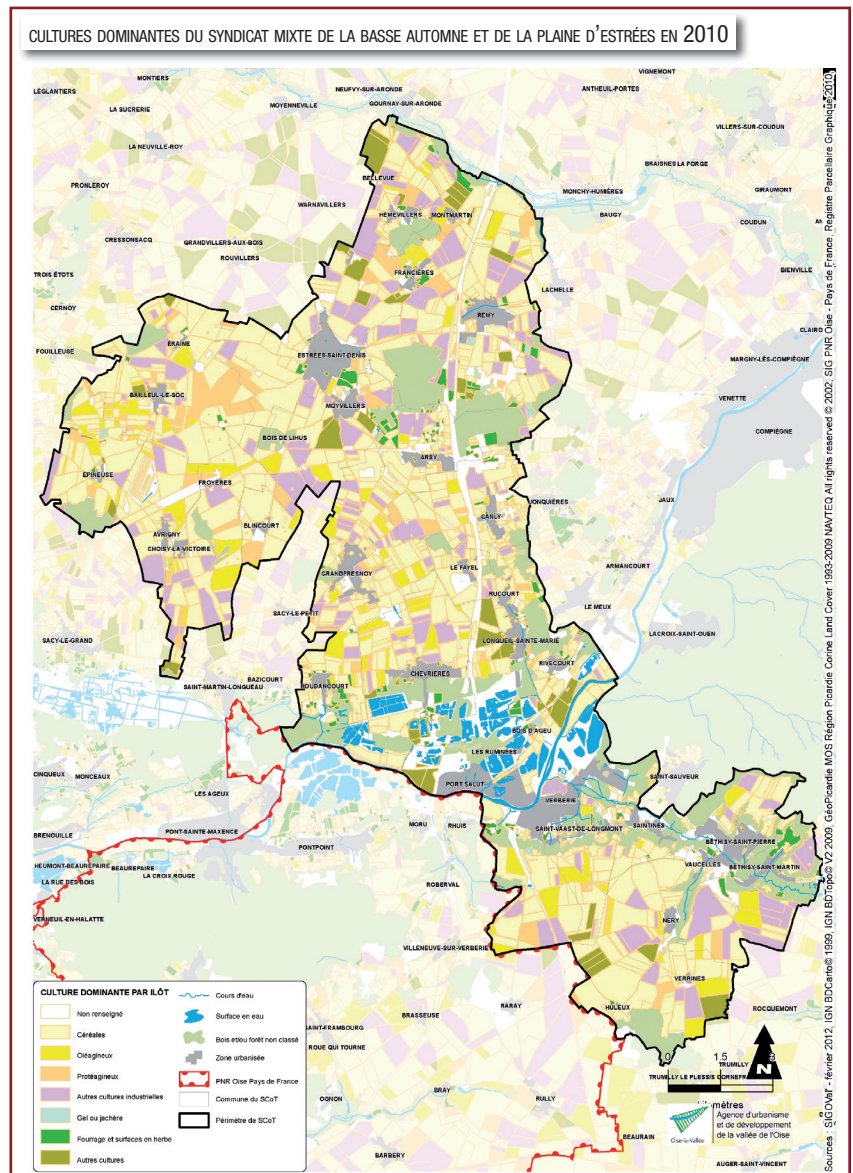 CULTURES DOMINANTES DU SYNDICAT MIXTE DE LA BASSE AUTOMNE ET DE LA PLAINE D'ESTRÉES EN 2010
LÉGLANTIERS
MONTIERS
NEUFVY-SUR-ARONDE
VIGNEMONT
ANTHEUIL-PORTES
LA SUCRERIE
MOYENNEVILLE
GOURNAY-SUR-ARONDE
VILLERS-SUR-COUDUN
LA NEUVILLE-ROY
BRAISNES LA FORGE
PRONLEROY
BELLEVUE
MONCHY-HUMIÈRES
GIRAUMONT
WARNAVILLERS
HEMEVILLERS
MONTMARTIN
BAUGY
COUDUN
AN
CRESSONSACQ
GRANDVILLERS-AUX-BOIS
ROUVILLERS
TROIS ÉTOTS
FRANCIÈRES
BIENVILLE
LACHELLE
CERNOY
REMY
CLAIRO
FOUILLEUSE
ÉRAINE
ESTRÉES-SAINT-DENIS
MARGNY-LÈS-COMPIÈGNE
BAILLEUL-LE-SOC
MOYVILLERS
VENETTE
BOIS DE LIHUS
ARSY
COMPIÈGNE
ÉPINEUSE
FROYÈRES
JONQUIÈRES
JAUX
CANLY
AVRIGNY
BLINCOURT
CHOISY-LA-VICTOIRE
ARMANCOURT
GRANDFRESNOY
LE FAYEL
RUCOURT
LE MEUX
SACY-LE-PETIT
LACROIX-SAINT-OUEN
SACY-LE-GRAND
LONGUEIL-SAINTE-MARIE
RIVECOURT
BAZICOURT
CHEVRIÈRES
SAINT-MARTIN-LONGUEAU
HOUDANCOURT
BOIS D'AGEU
LES RUMINÉES
CINQUEUX
MONCEAUX
SAINT-SAUVEUR
LES AGEUX
PORT SALUT
VERBERIE
BRENOUILLE
PONT-SAINTE-MAXENCE
MORU
RHUIS
SAINT-VAAST-DE-LONGMONT
SAINTINES
BÉTHISY-SAINT-PIERRE
PONTPOINT
VAUCELLES
BÉTHISY-SAINT-MARTIN
HEUMONT-BEAUREPAIRE
BEAUREPAIRE
LA RUE DES BOIS
LA CROIX ROUGE
ROBERVAL
VERNEUIL-EN-HALATTE
NÉRY
VILLENEUVE-SUR-VERBERIE
VERRINES
HULEUX
RARAY
ROCQUEMONT
BRASSEUSE
SAINT-FRAMBOURG
ROUE QUI TOURNE
TRUMILLY
TRUMILLY LE PLESSIS CORNEFR
OGNON
BRAY
RULLY
BEAURAIN
BARBERY
AUGER-SAINT-VINCENT
CULTURE DOMINANTE PAR ILÔT
Non renseigné
Céréales
Oléagineux
Protéagineux
Autres cultures industrielles
Gel ou jachère
Fourrage et surfaces en herbe
Autres cultures
Cours d'eau
Surface en eau
Bois et/ou forêt non classé
Zone urbanisée
PNR Oise Pays de France
Commune du SCoT
Périmètre de SCoT
0 1.5 3
N
kilomètres
Oise-la-Vallée
Agence d'urbanisme
et de développement
de la vallée de l'Oise
Sources : SIGOVal - février 2012, IGN BDCarto© 1999, IGN BDTopo© V2 2009, GéoPicardie MOS Région Picardie Corine Land Cover 1993-2009 NAVTEQ All rights reserved © 2002, SIG PNR Oise - Pays de France, Registre Parcellaire Graphique 2010